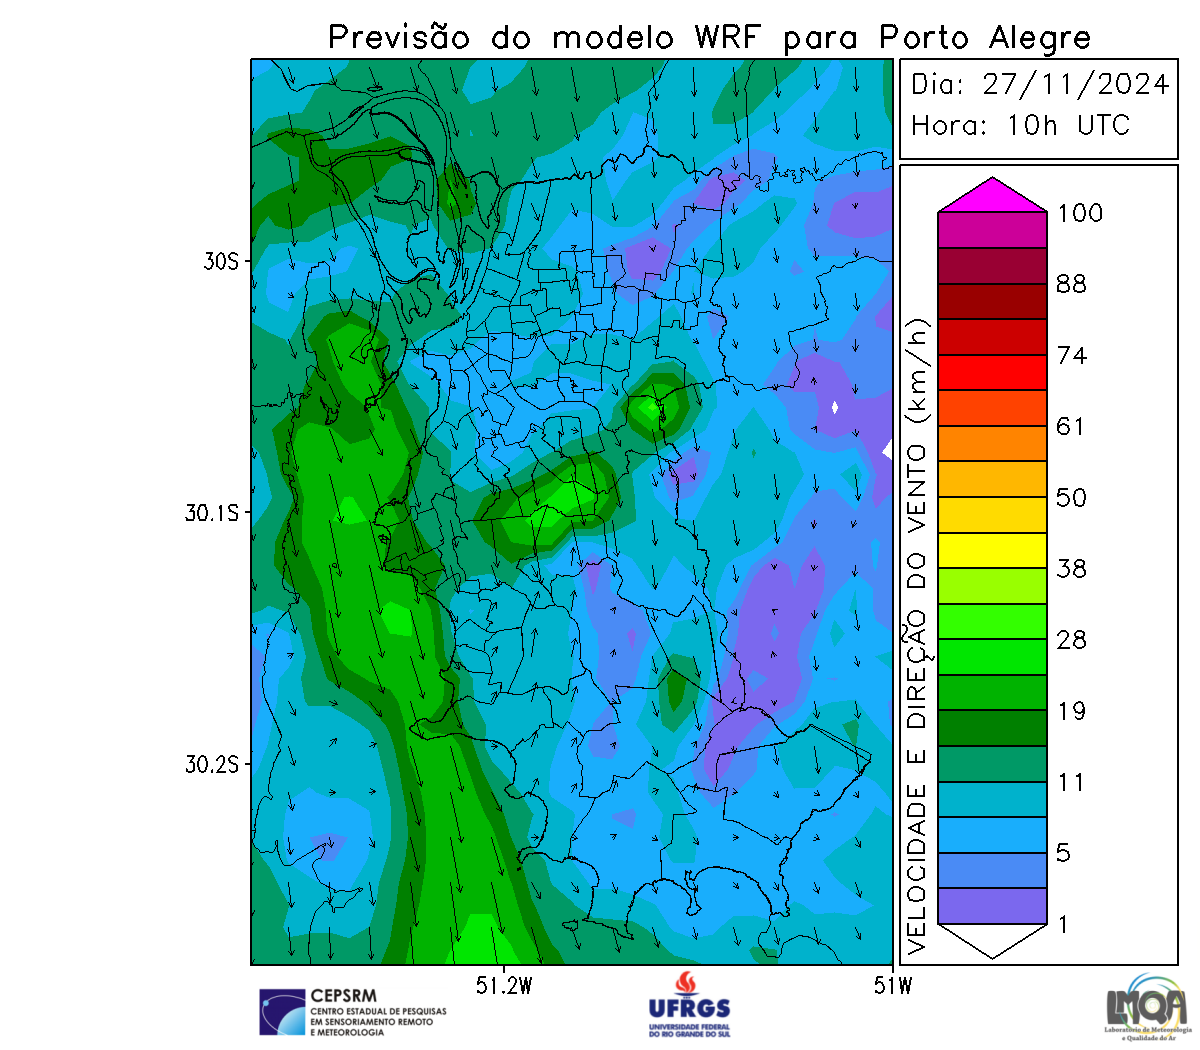 Previsão do modelo WRF para Porto Alegre
Dia: 27/11/2024
Hora: 10h UTC
30S
30.1S
30.2S
51.2W
51W
VELOCIDADE E DIREÇÃO DO VENTO (km/h)
100
88
74
61
50
38
28
19
11
5
1
CEPSRM
CENTRO ESTADUAL DE PESQUISAS
EM SENSORIAMENTO REMOTO
E METEOROLOGIA
UFRGS
UNIVERSIDADE FEDERAL
DO RIO GRANDE DO SUL
LMQA
Laboratório de Meteorologia
e Qualidade do Ar